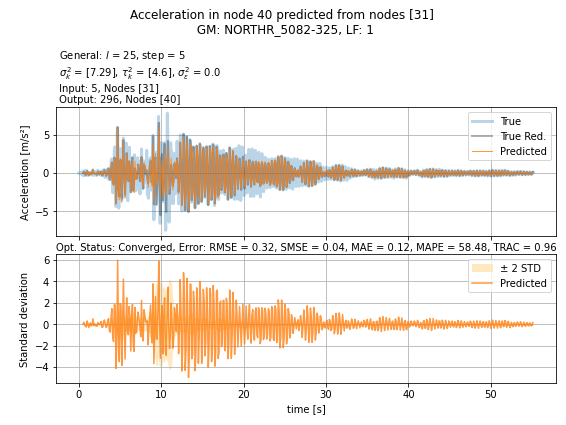 Acceleration in node 40 predicted from nodes [31]
GM: NORTHR_5082-325, LF: 1
General: l = 25, step = 5
σ²ₖ = [7.29], τ²ₖ = [4.6], σ²ε = 0.0
Input: 5, Nodes [31]
Output: 296, Nodes [40]
Acceleration [m/s²]
5
0
−5
True
True Red.
Predicted
Opt. Status: Converged, Error: RMSE = 0.32, SMSE = 0.04, MAE = 0.12, MAPE = 58.48, TRAC = 0.96
Standard deviation
6
4
2
0
−2
−4
± 2 STD
Predicted
0 10 20 30 40 50
time [s]